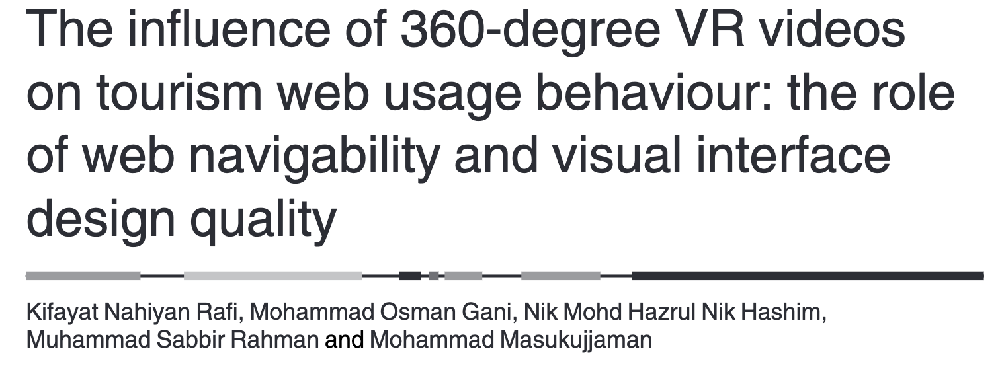 The influence of 360-degree VR videos
on tourism web usage behaviour: the role
of web navigability and visual interface
design quality
Kifayat Nahiyan Rafi, Mohammad Osman Gani, Nik Mohd Hazrul Nik Hashim,
Muhammad Sabbir Rahman and Mohammad Masukujjaman